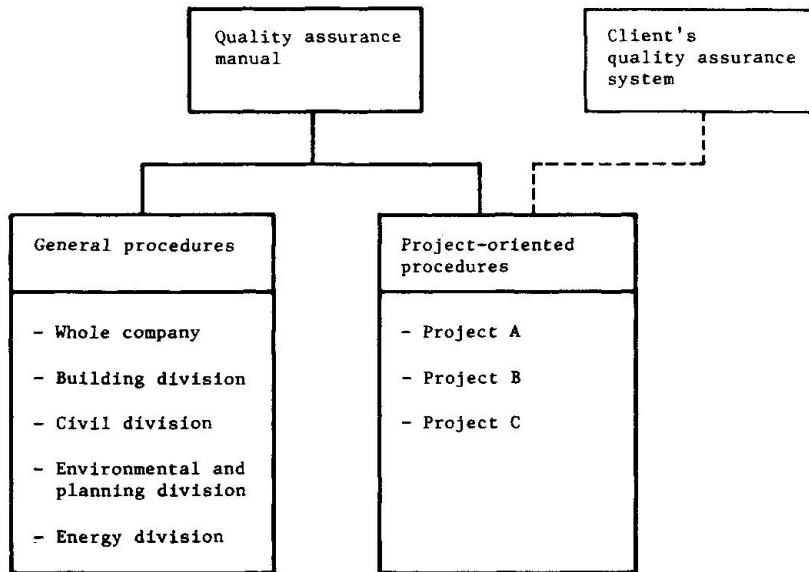 Quality assurance
manual
Client's
quality assurance
system
General procedures
- Whole company
- Building division
- Civil division
- Environmental and
planning division
- Energy division
Project-oriented
procedures
- Project A
- Project B
- Project C